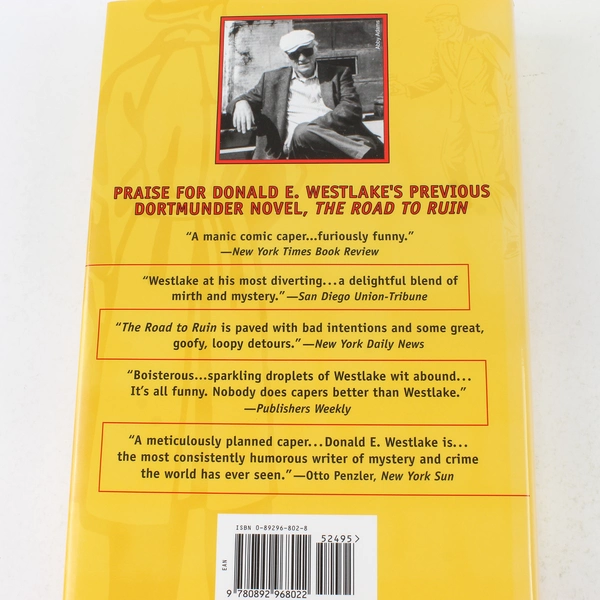 Abby Adams
PRAISE FOR DONALD E. WESTLAKE'S PREVIOUS
DORTMUNDER NOVEL, THE ROAD TO RUIN
“A manic comic caper...furiously funny.”
—New York Times Book Review
“Westlake at his most diverting...a delightful blend of
mirth and mystery.”—San Diego Union-Tribune
“The Road to Ruin is paved with bad intentions and some great,
goofy, loopy detours.”—New York Daily News
“Boisterous...sparkling droplets of Westlake wit abound...
It’s all funny. Nobody does capers better than Westlake.”
—Publishers Weekly
“A meticulously planned caper...Donald E. Westlake is...
the most consistently humorous writer of mystery and crime
the world has ever seen.”—Otto Penzler, New York Sun
ISBN 0-89296-802-8
52495>
EAN
9 780892 968022